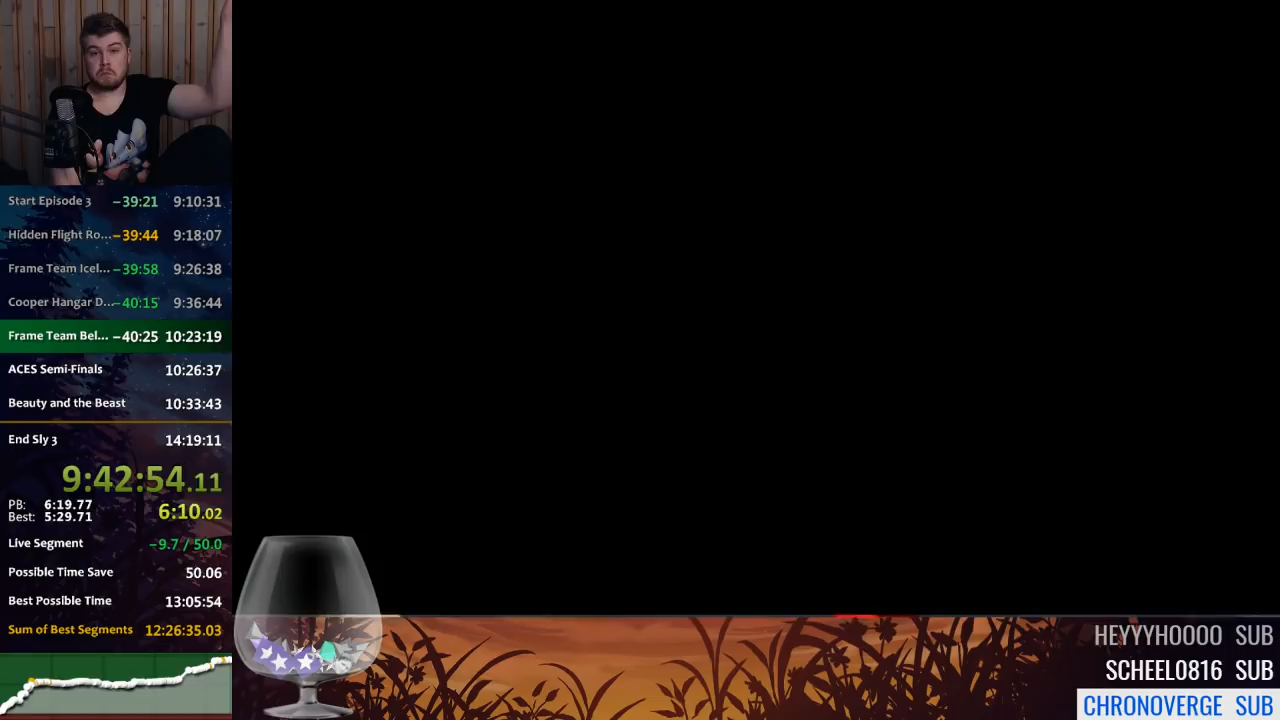 Start Episode 3 −39:21 9:10:31
Hidden Flight Ro... −39:44 9:18:07
Frame Team Icel... −39:58 9:26:38
Cooper Hangar D... −40:15 9:36:44
Frame Team Bel... −40:25 10:23:19
ACES Semi-Finals 10:26:37
Beauty and the Beast 10:33:43
End Sly 3 14:19:11
9:42:54.11
PB: 6:19.77
Best: 5:29.71
6:10.02
Live Segment −9.7 / 50.0
Possible Time Save 50.06
Best Possible Time 13:05:54
Sum of Best Segments 12:26:35.03
HEYYYHOOOO SUB
SCHEEL0816 SUB
CHRONOVERGE SUB